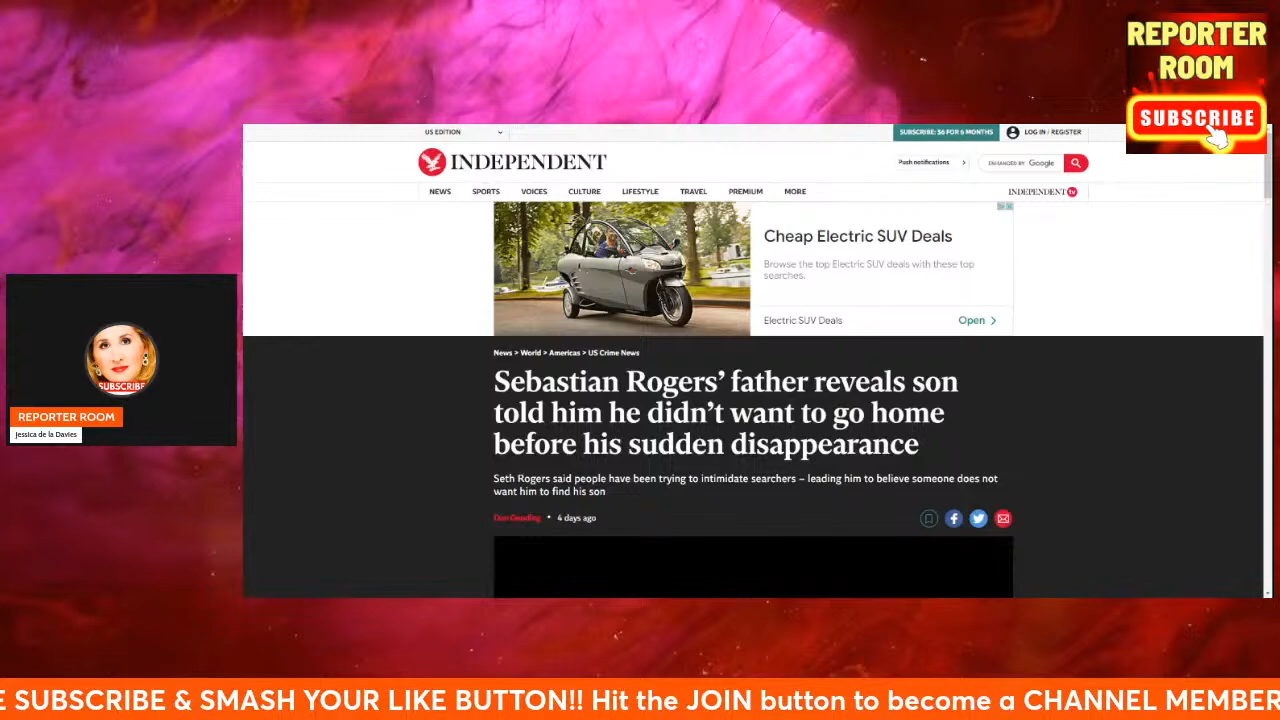 REPORTER
ROOM
SUBSCRIBE
US EDITION
SUBSCRIBE: $6 FOR 6 MONTHS
LOG IN / REGISTER
INDEPENDENT
Push notifications
ENHANCED BY Google
NEWS SPORTS VOICES CULTURE LIFESTYLE TRAVEL PREMIUM MORE
INDEPENDENT tv
Cheap Electric SUV Deals
Browse the top Electric SUV deals with these top
searches.
Electric SUV Deals
Open
News > World > Americas > US Crime News
Sebastian Rogers’ father reveals son
told him he didn’t want to go home
before his sudden disappearance
Seth Rogers said people have been trying to intimidate searchers – leading him to believe someone does not
want him to find his son
• 4 days ago
SUBSCRIBE
REPORTER ROOM
Jessica de la Davies
E SUBSCRIBE & SMASH YOUR LIKE BUTTON!! Hit the JOIN button to become a CHANNEL MEMBER